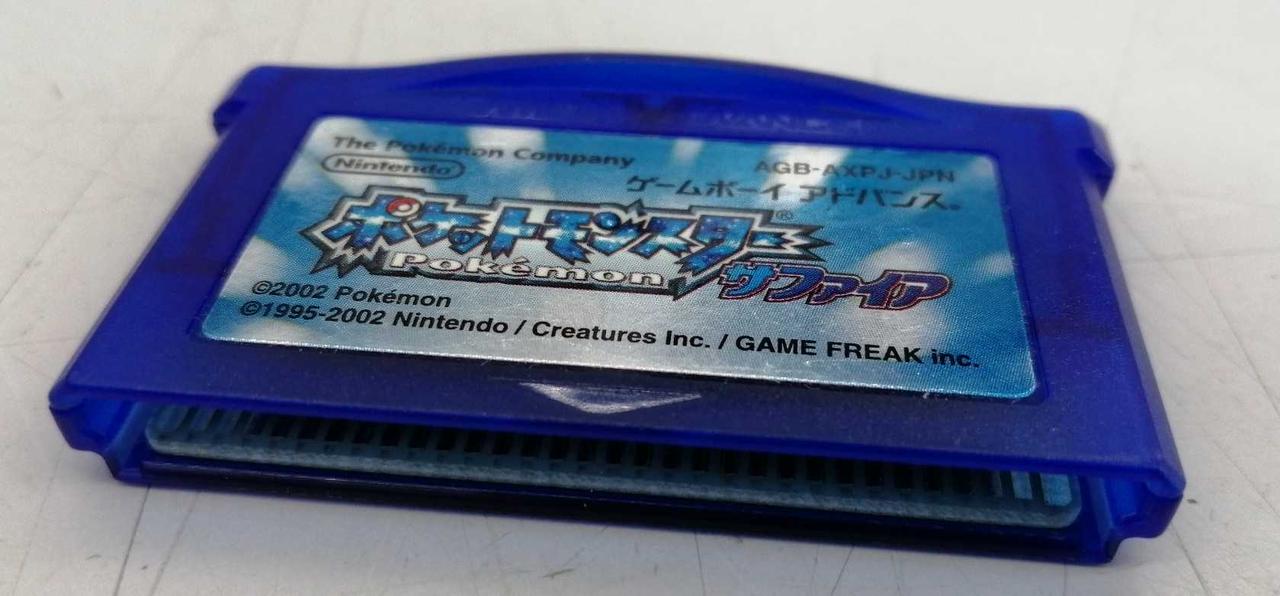 The Pokémon Company
Nintendo
AGB-AXPJ-JPN
ゲームボーイ アドバンス®
ポケットモンスター®
Pokémon
サファイア
©2002 Pokémon
©1995-2002 Nintendo / Creatures Inc. / GAME FREAK inc.